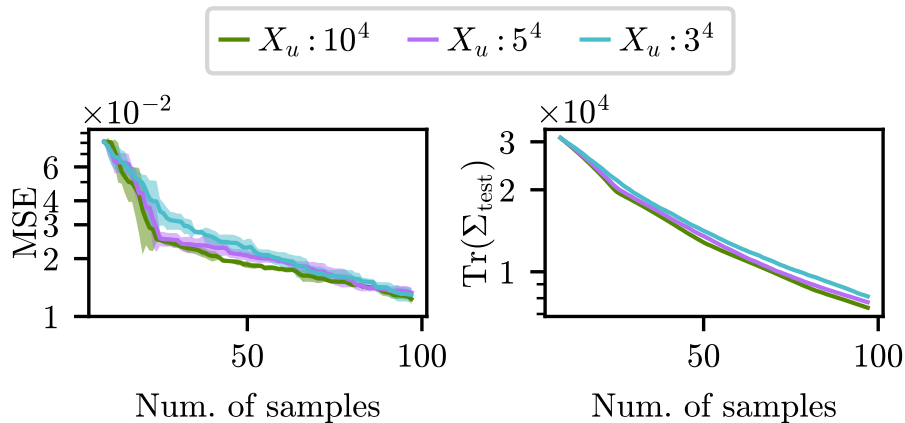 X_u : 10^4 X_u : 5^4 X_u : 3^4
×10^−2
6
4
3
2
1
MSE
50 100
Num. of samples
×10^4
3
2
1
Tr(Σ_test)
50 100
Num. of samples